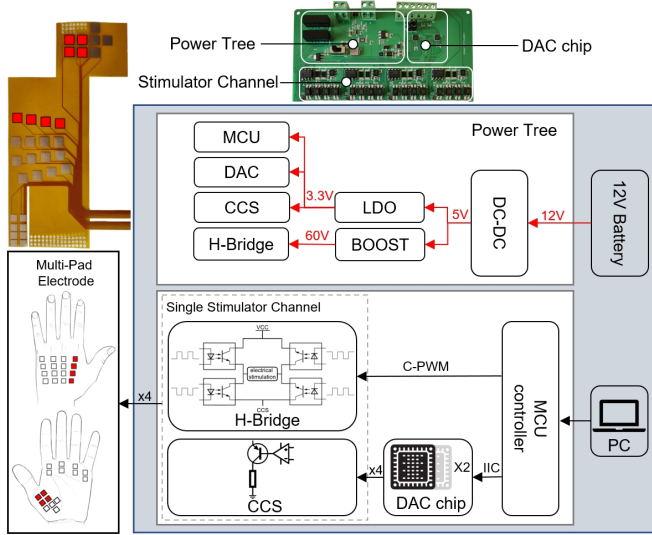 Power Tree
DAC chip
Stimulator Channel
Power Tree
MCU
DAC
CCS
H-Bridge
3.3V
60V
LDO
BOOST
5V
DC-DC
12V
12V Battery
Multi-Pad
Electrode
x4
Single Stimulator Channel
VCC
electrical
stimulation
CCS
H-Bridge
C-PWM
MCU
controller
PC
CCS
x4
X2
DAC chip
IIC